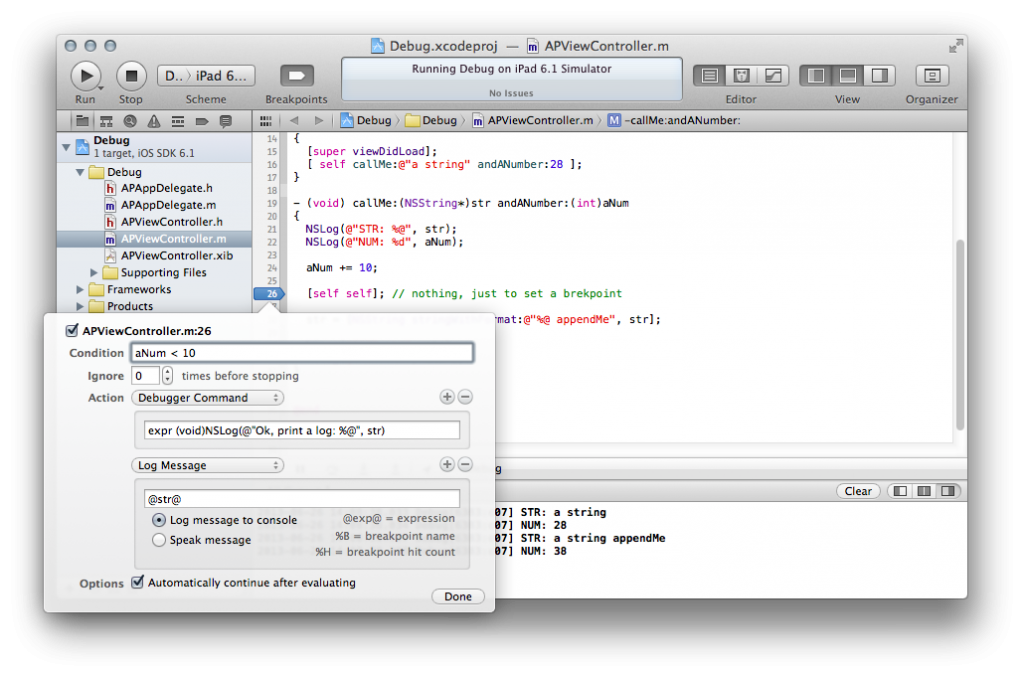 Debug.xcodeproj — APViewController.m
D.. › iPad 6...
Running Debug on iPad 6.1 Simulator
No Issues
Run Stop Scheme Breakpoints Editor View Organizer
Debug › Debug › APViewController.m › -callMe:andANumber:
Debug
1 target, iOS SDK 6.1
Debug
APAppDelegate.h
APAppDelegate.m
APViewController.h
APViewController.m
APViewController.xib
Supporting Files
Frameworks
Products
14 {
15 [super viewDidLoad];
16 [ self callMe:@"a string" andANumber:28 ];
17 }
18
19 - (void) callMe:(NSString*)str andANumber:(int)aNum
20 {
21 NSLog(@"STR: %@", str);
22 NSLog(@"NUM: %d", aNum);
23
24 aNum += 10;
25
26 [self self]; // nothing, just to set a brekpoint
mat:@"%@ appendMe", str];
APViewController.m:26
Condition aNum < 10
Ignore 0 times before stopping
Action Debugger Command
expr (void)NSLog(@"Ok, print a log: %@", str)
Log Message
@str@
Log message to console @exp@ = expression
Speak message %B = breakpoint name
%H = breakpoint hit count
Options Automatically continue after evaluating
Done
Clear
07] STR: a string
07] NUM: 28
07] STR: a string appendMe
07] NUM: 38